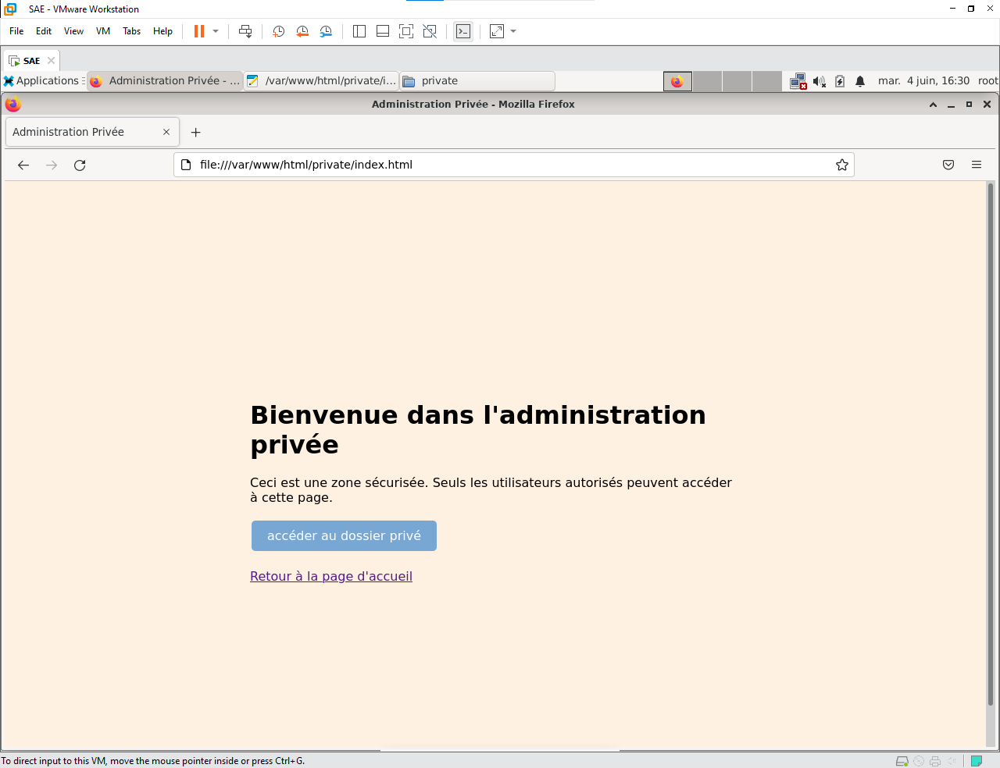 SAE - VMware Workstation
File Edit View VM Tabs Help
SAE
Applications
Administration Privée - ...
/var/www/html/private/i...
private
mar. 4 juin, 16:30 root
Administration Privée - Mozilla Firefox
Administration Privée
file:///var/www/html/private/index.html
Bienvenue dans l'administration
privée
Ceci est une zone sécurisée. Seuls les utilisateurs autorisés peuvent accéder
à cette page.
accéder au dossier privé
Retour à la page d'accueil
To direct input to this VM, move the mouse pointer inside or press Ctrl+G.